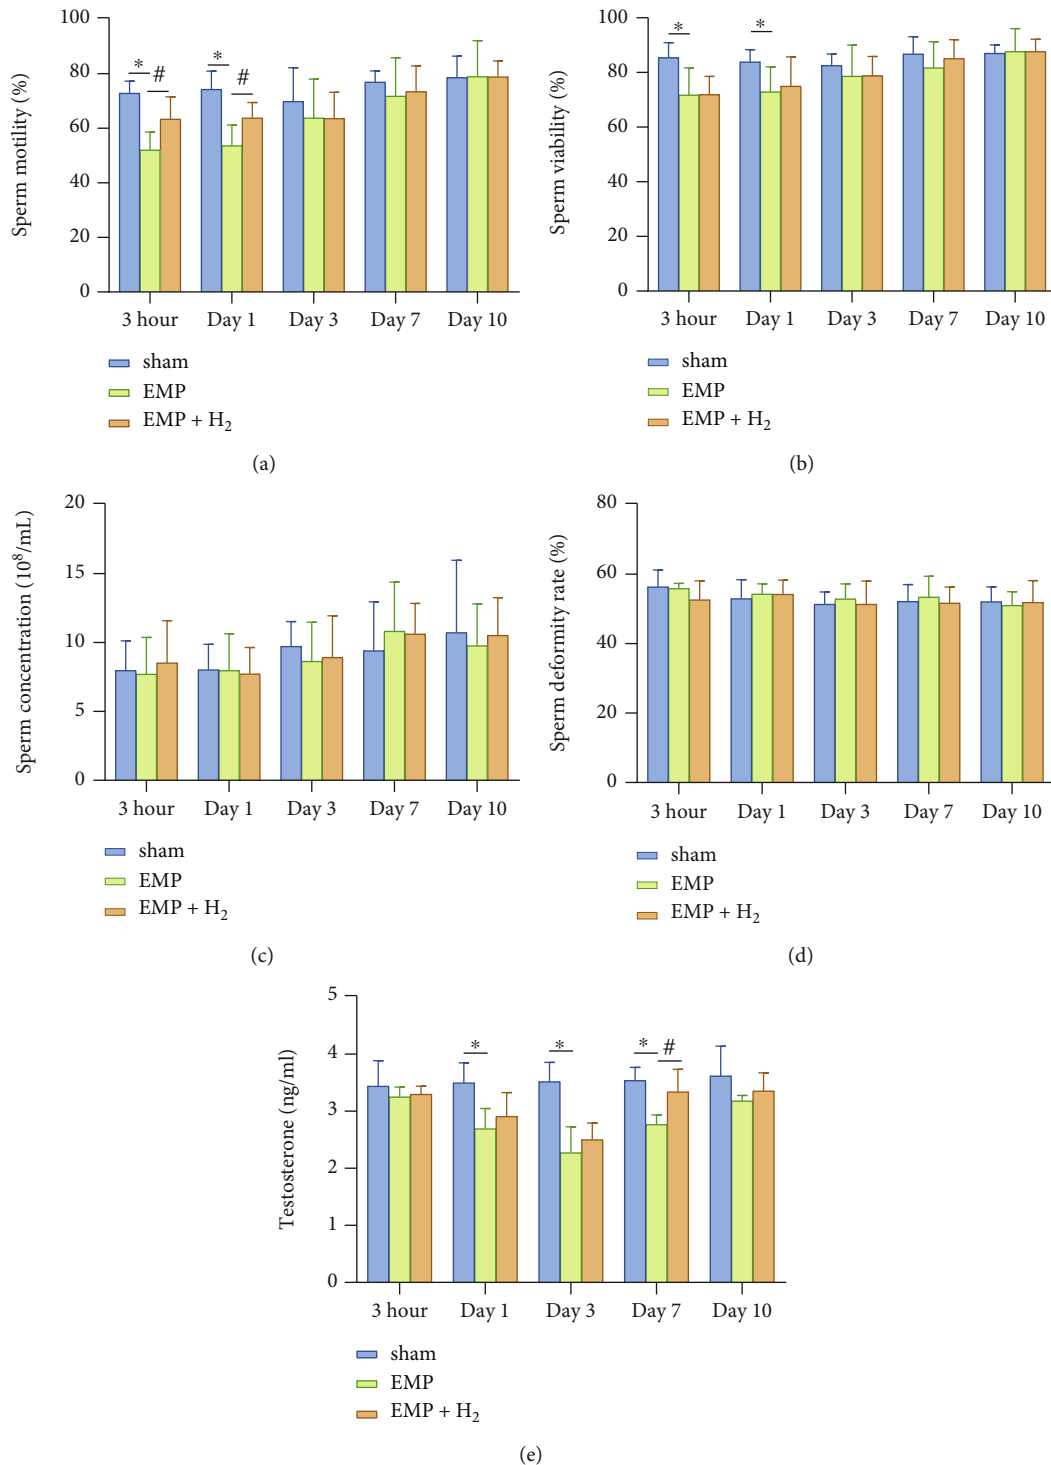 100
80
60
40
20
0
Sperm motility (%)
* # * #
3 hour Day 1 Day 3 Day 7 Day 10
sham
EMP
EMP + H₂
(a)
100
80
60
40
20
0
Sperm viability (%)
* *
3 hour Day 1 Day 3 Day 7 Day 10
sham
EMP
EMP + H₂
(b)
20
15
10
5
0
Sperm concentration (10⁸/mL)
3 hour Day 1 Day 3 Day 7 Day 10
sham
EMP
EMP + H₂
(c)
80
60
40
20
0
Sperm deformity rate (%)
3 hour Day 1 Day 3 Day 7 Day 10
sham
EMP
EMP + H₂
(d)
5
4
3
2
1
0
Testosterone (ng/ml)
* * * #
3 hour Day 1 Day 3 Day 7 Day 10
sham
EMP
EMP + H₂
(e)